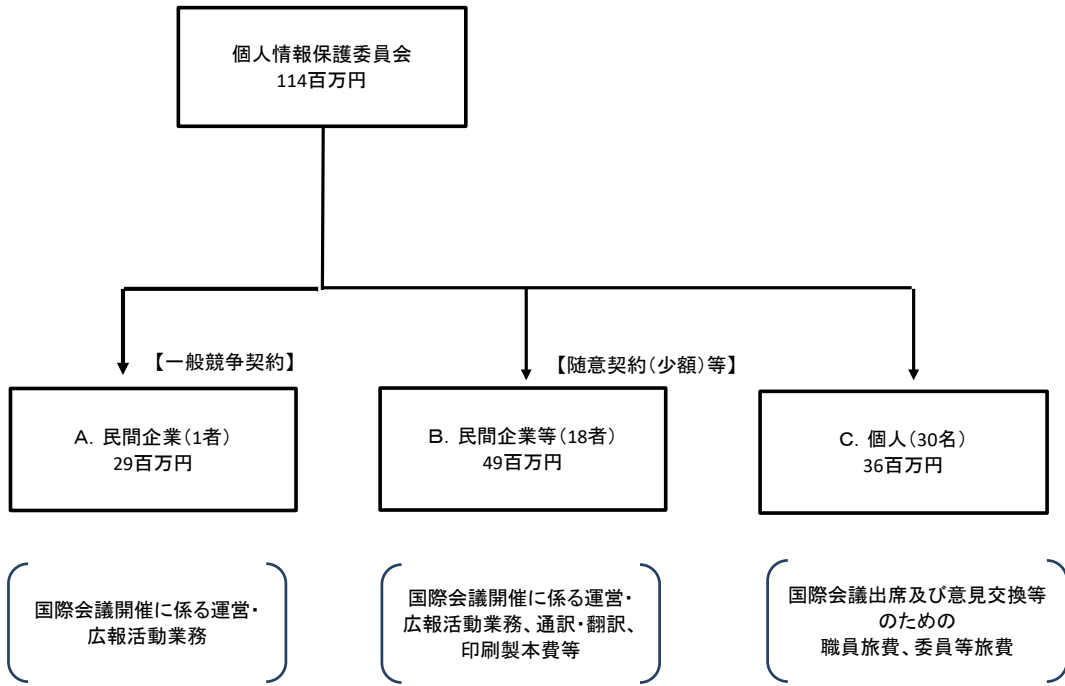 個人情報保護委員会
114百万円
【一般競争契約】
【随意契約(少額)等】
A. 民間企業(1者)
29百万円
B. 民間企業等(18者)
49百万円
C. 個人(30名)
36百万円
国際会議開催に係る運営・
広報活動業務
国際会議開催に係る運営・
広報活動業務、通訳・翻訳、
印刷製本費等
国際会議出席及び意見交換等
のための
職員旅費、委員等旅費